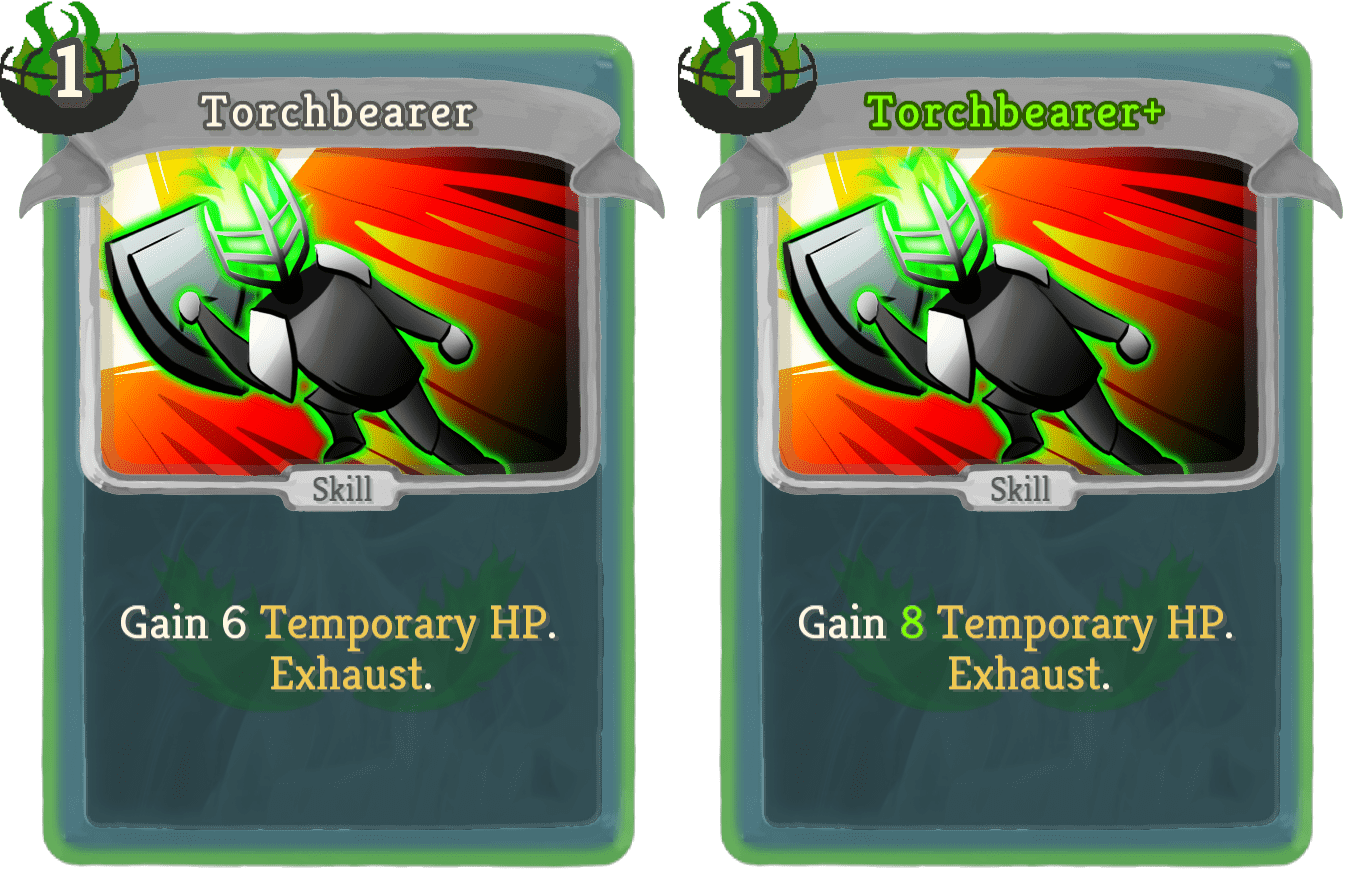 1
Torchbearer
Skill
Gain 6 Temporary HP.
Exhaust.
1
Torchbearer+
Skill
Gain 8 Temporary HP.
Exhaust.